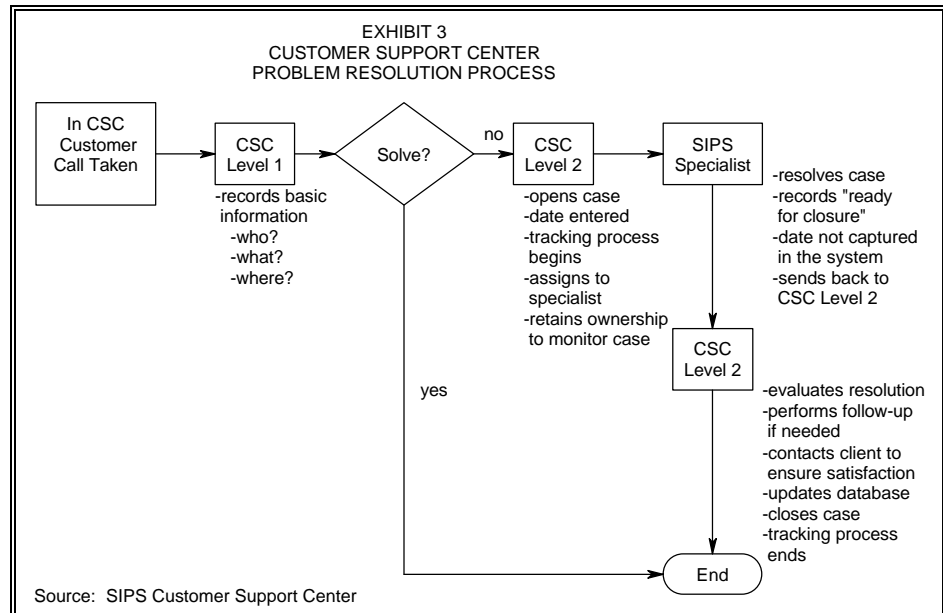 EXHIBIT 3
CUSTOMER SUPPORT CENTER
PROBLEM RESOLUTION PROCESS
In CSC
Customer
Call Taken
CSC
Level 1
-records basic
information
-who?
-what?
-where?
Solve?
no
yes
CSC
Level 2
-opens case
-date entered
-tracking process
begins
-assigns to
specialist
-retains ownership
to monitor case
SIPS
Specialist
-resolves case
-records "ready
for closure"
-date not captured
in the system
-sends back to
CSC Level 2
CSC
Level 2
-evaluates resolution
-performs follow-up
if needed
-contacts client to
ensure satisfaction
-updates database
-closes case
-tracking process
ends
End
Source: SIPS Customer Support Center